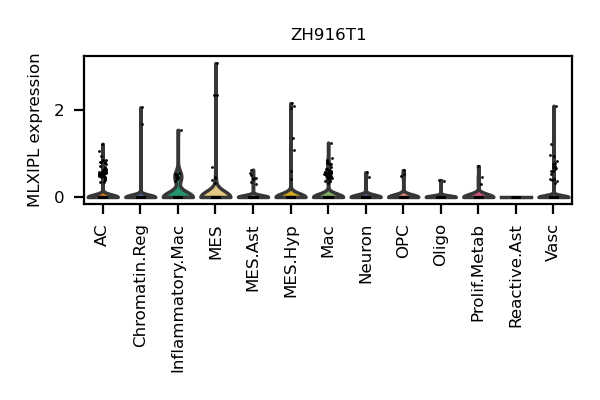 ZH916T1
MLXIPL expression
2
0
AC
Chromatin.Reg
Inflammatory.Mac
MES
MES.Ast
MES.Hyp
Mac
Neuron
OPC
Oligo
Prolif.Metab
Reactive.Ast
Vasc